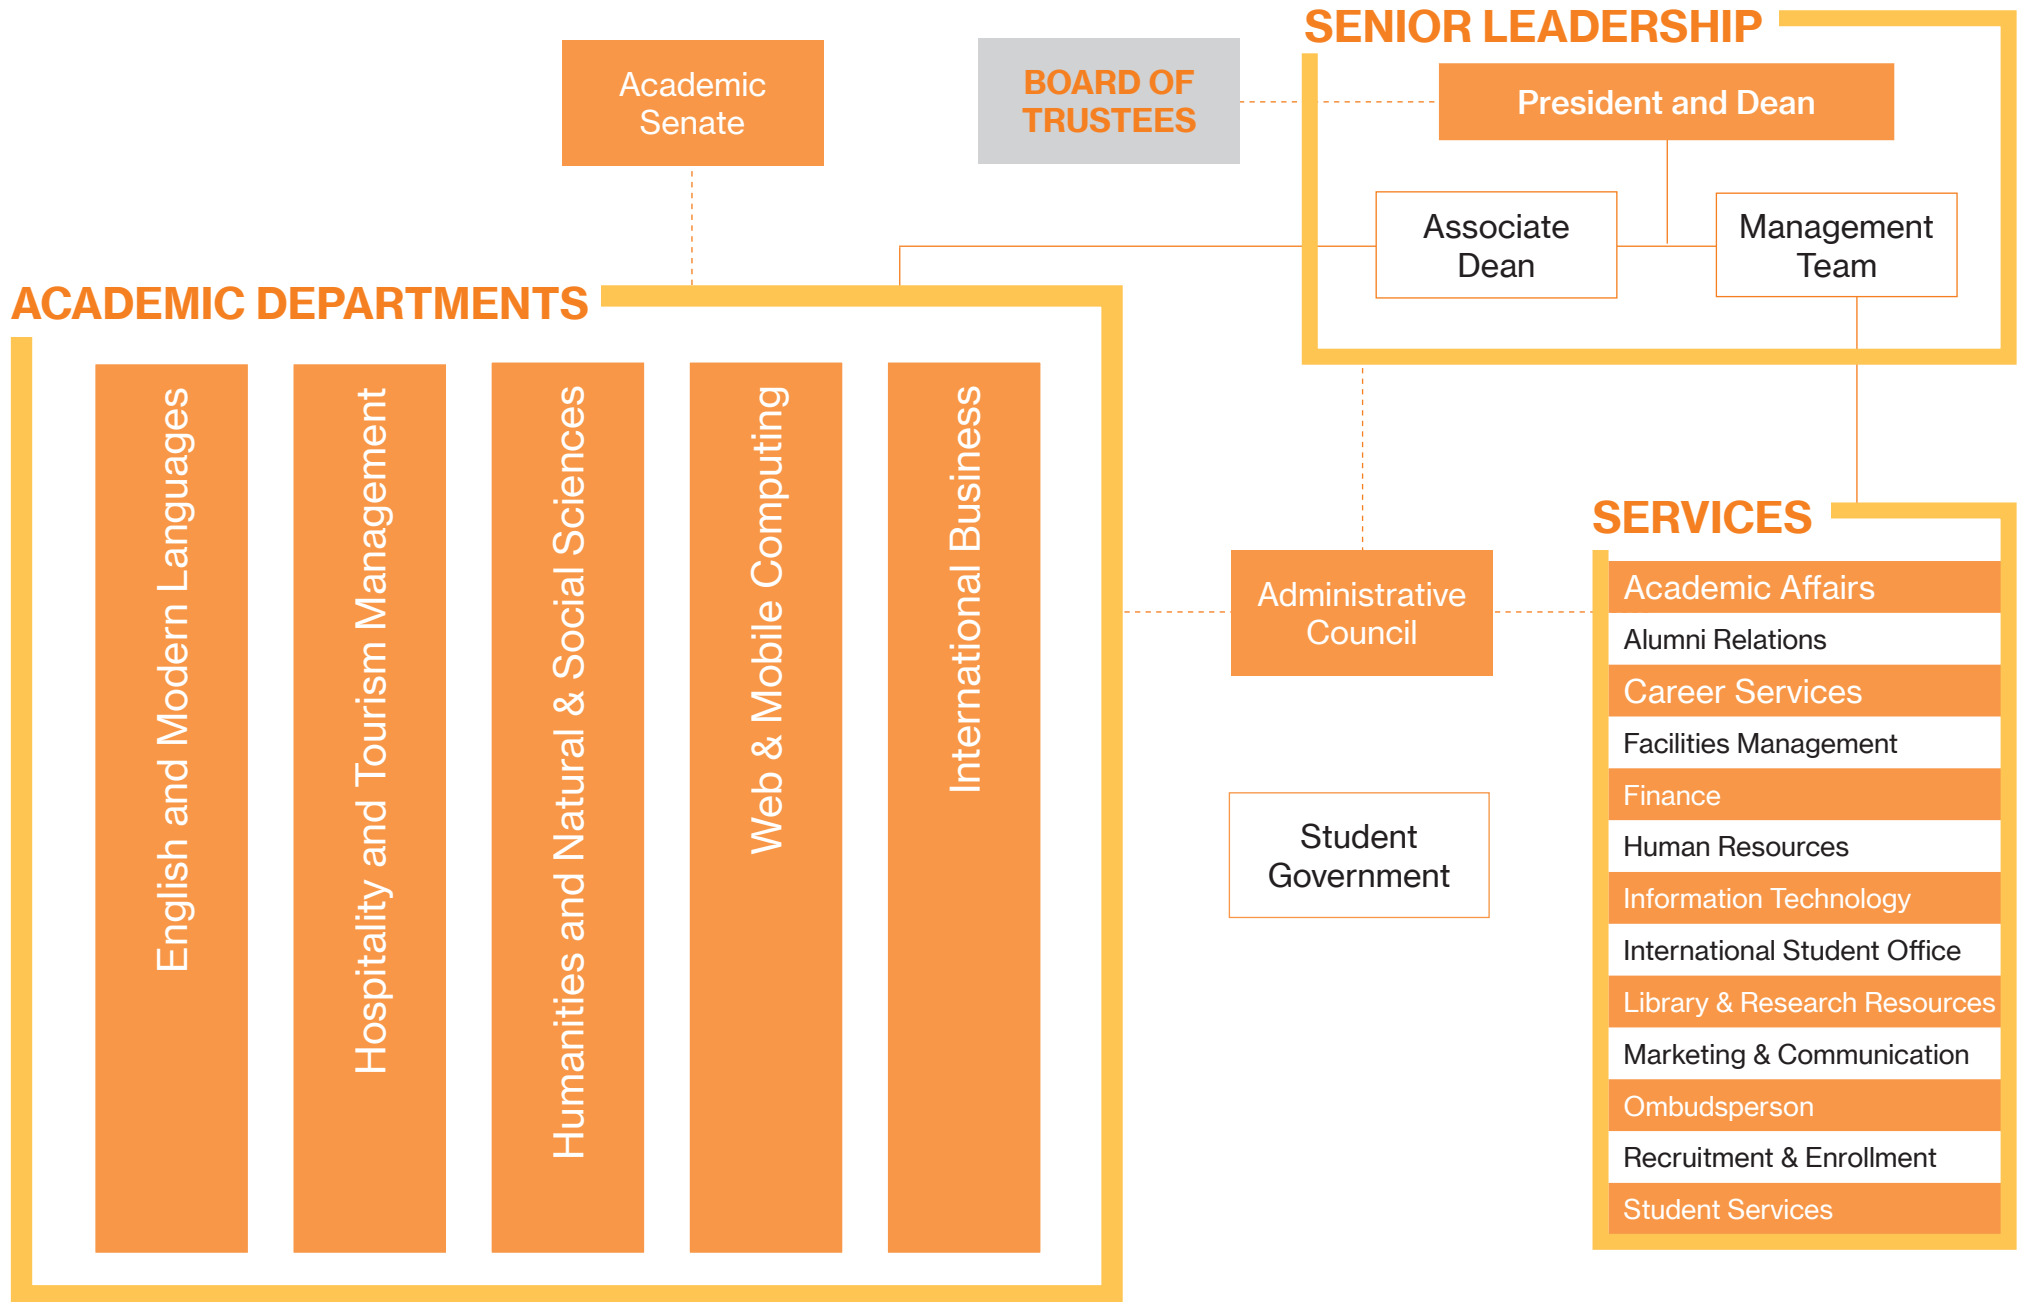 SENIOR LEADERSHIP
Academic
Senate
BOARD OF
TRUSTEES
President and Dean
Associate
Dean
Management
Team
ACADEMIC DEPARTMENTS
English and Modern Languages
Hospitality and Tourism Management
Humanities and Natural & Social Sciences
Web & Mobile Computing
International Business
Administrative
Council
Student
Government
SERVICES
Academic Affairs
Alumni Relations
Career Services
Facilities Management
Finance
Human Resources
Information Technology
International Student Office
Library & Research Resources
Marketing & Communication
Ombudsperson
Recruitment & Enrollment
Student Services